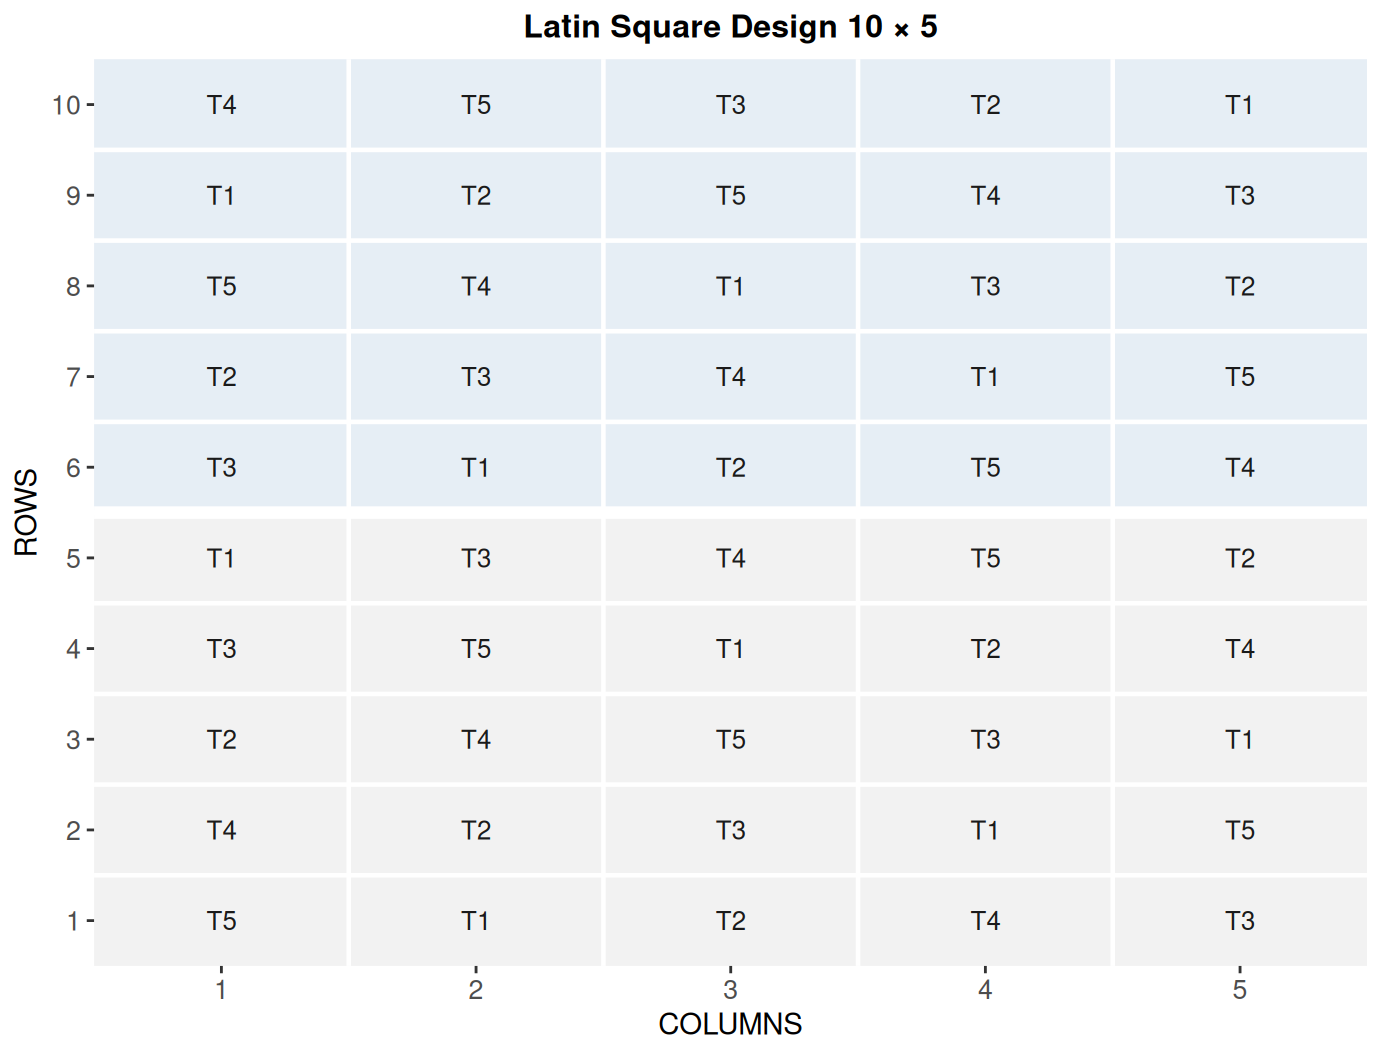 Latin Square Design 10 × 5
10 T4 T5 T3 T2 T1
9 T1 T2 T5 T4 T3
8 T5 T4 T1 T3 T2
7 T2 T3 T4 T1 T5
6 T3 T1 T2 T5 T4
ROWS
5 T1 T3 T4 T5 T2
4 T3 T5 T1 T2 T4
3 T2 T4 T5 T3 T1
2 T4 T2 T3 T1 T5
1 T5 T1 T2 T4 T3
1 2 3 4 5
COLUMNS